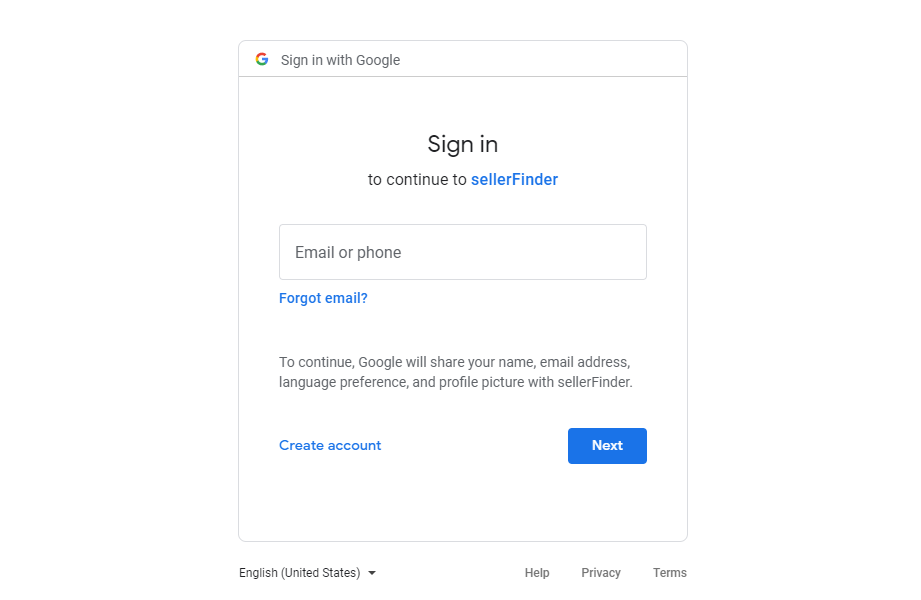 Sign in with Google
Sign in
to continue to sellerFinder
Email or phone
Forgot email?
To continue, Google will share your name, email address,
language preference, and profile picture with sellerFinder.
Create account
Next
English (United States)
Help
Privacy
Terms